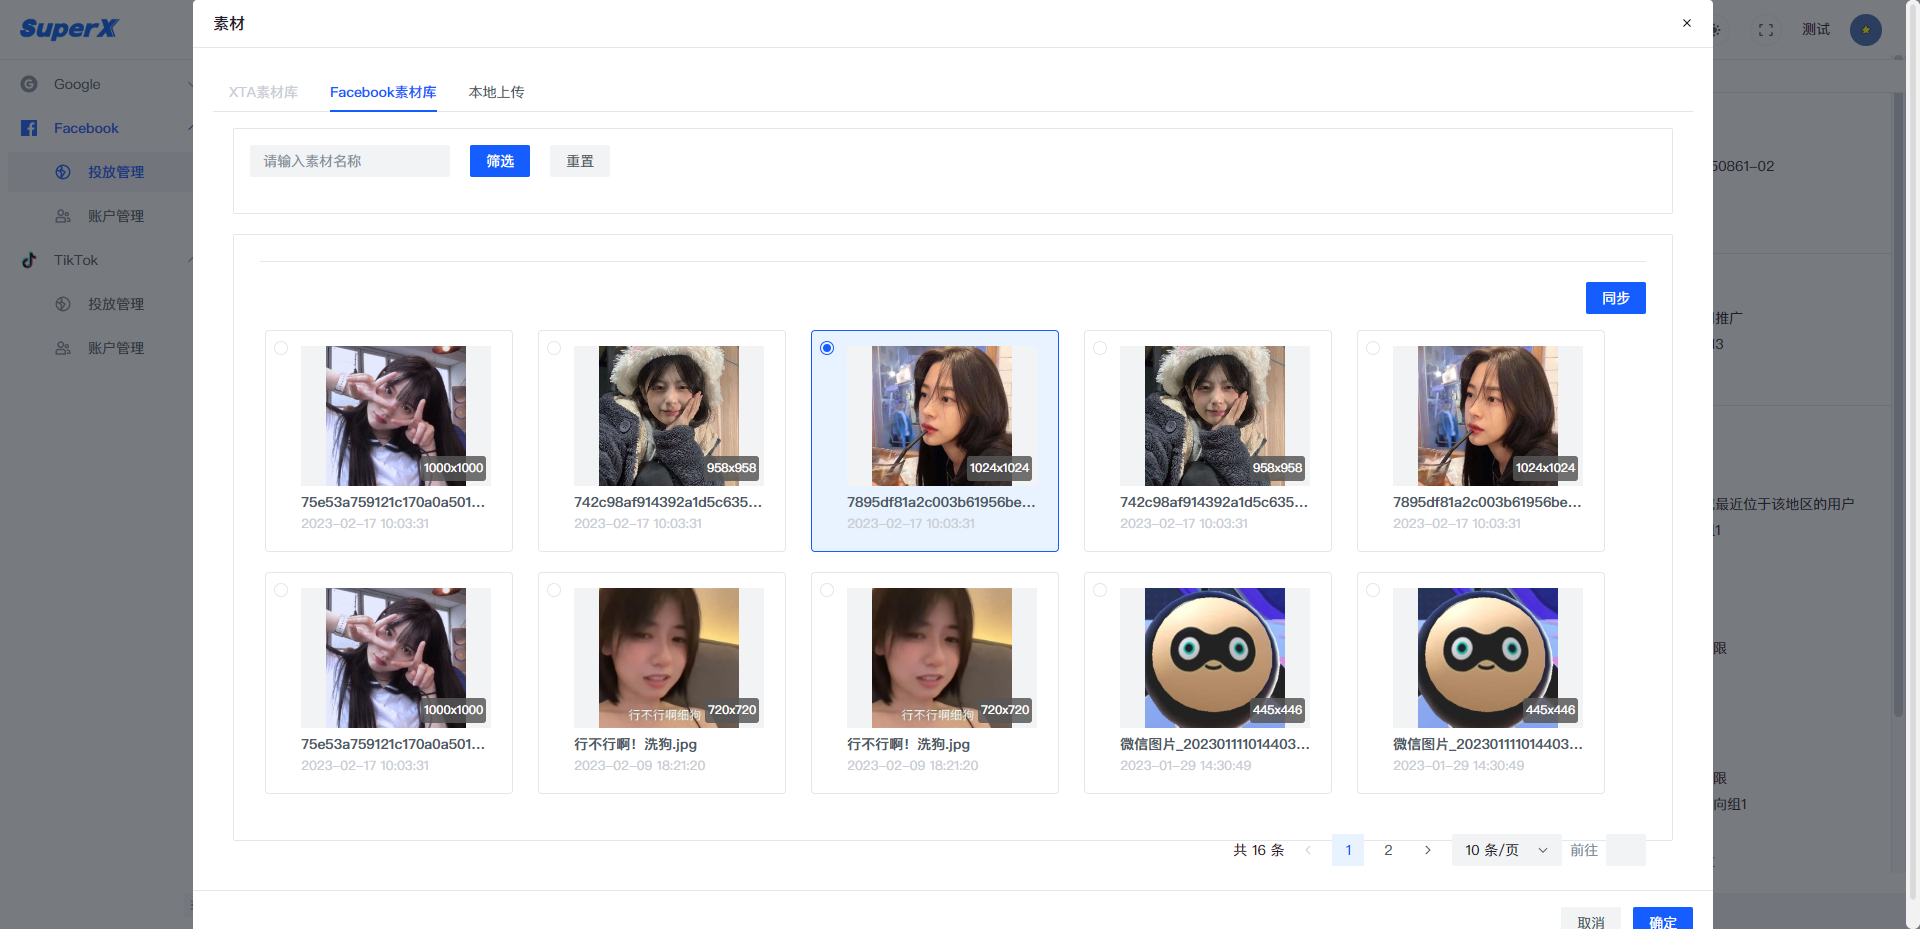 SuperX
素材
测试
Google
Facebook
投放管理
账户管理
TikTok
投放管理
账户管理
XTA素材库
Facebook素材库
本地上传
请输入素材名称
筛选
重置
同步
1000x1000
75e53a759121c170a0a501...
2023-02-17 10:03:31
958x958
742c98af914392a1d5c635...
2023-02-17 10:03:31
1024x1024
7895df81a2c003b61956be...
2023-02-17 10:03:31
958x958
742c98af914392a1d5c635...
2023-02-17 10:03:31
1024x1024
7895df81a2c003b61956be...
2023-02-17 10:03:31
1000x1000
75e53a759121c170a0a501...
2023-02-17 10:03:31
行不行啊细狗
720x720
行不行啊！洗狗.jpg
2023-02-09 18:21:20
行不行啊细狗
720x720
行不行啊！洗狗.jpg
2023-02-09 18:21:20
445x446
微信图片_202301111014403...
2023-01-29 14:30:49
445x446
微信图片_202301111014403...
2023-01-29 14:30:49
共 16 条
1
2
10 条/页
前往
取消
确定
50861-02
推广
13
最近位于该地区的用户
1
限
限
向组1